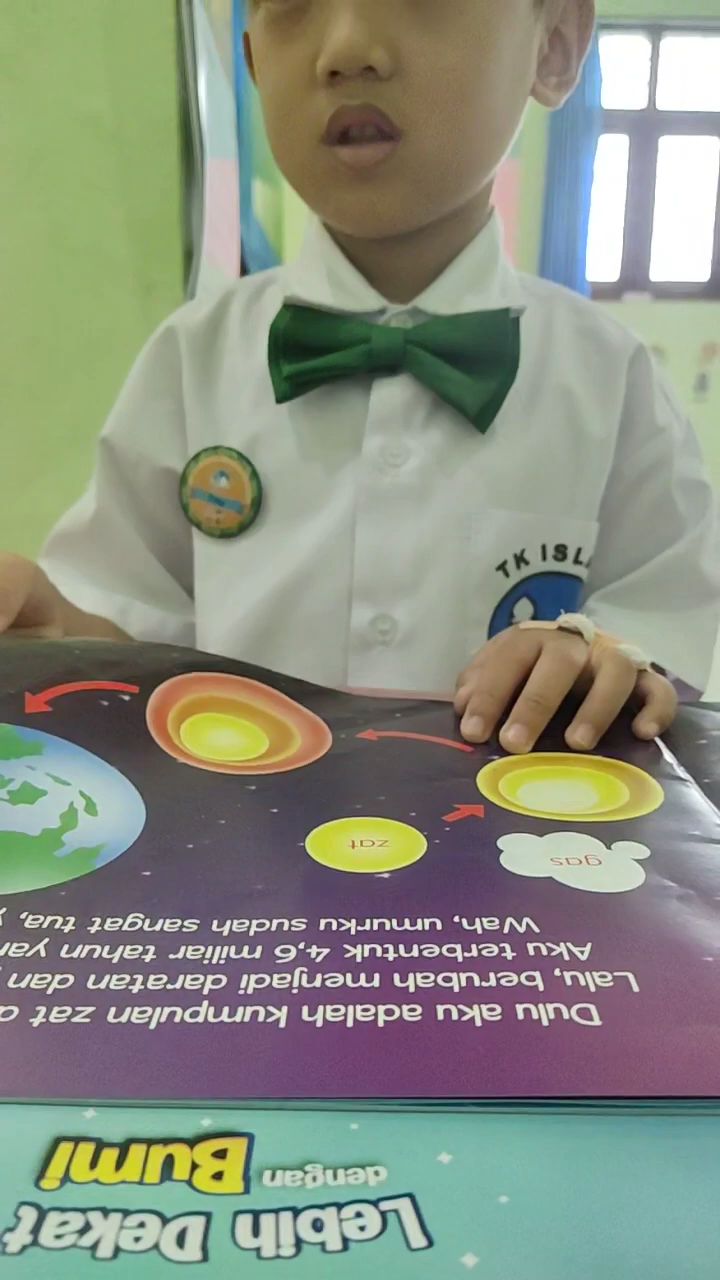 TK ISL
Lebih Dekat
dengan Bumi
Dulu aku adalah kumpulan zat d
Lalu, berubah menjadi daratan dan
Aku terbentuk 4,6 miliar tahun yan
Wah, umurku sudah sangat tua,
gas
zat